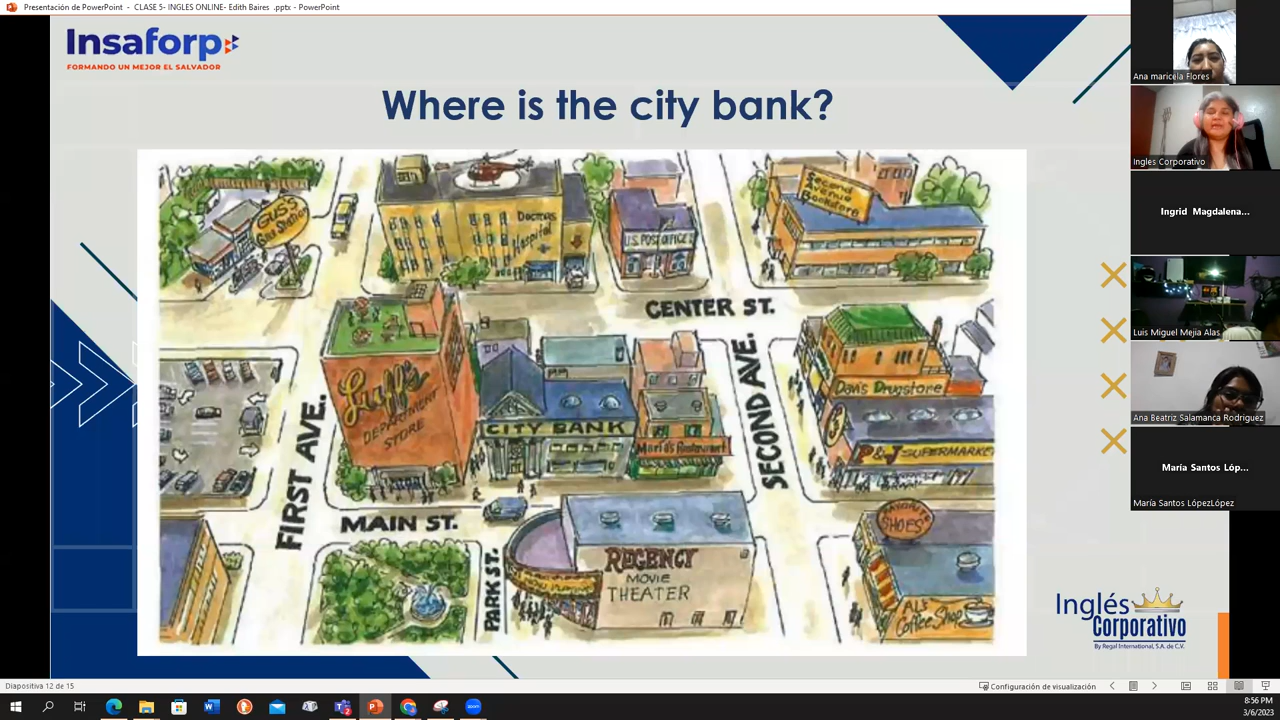 Presentación de PowerPoint - CLASE 5- INGLES ONLINE- Edith Baires .pptx - PowerPoint
Insaforp
FORMANDO UN MEJOR EL SALVADOR
Where is the city bank?
GUS's
Gas Station
DOCTORS
Hospital
U.S. POST OFFICE
Second
Avenue
Bookstore
CENTER ST.
Luff's
DEPARTMENT
STORE
CITY BANK
Maria's Restaurant
Dan's Drugstore
P&J SUPERMARKET
FIRST AVE.
SECOND AVE.
MAIN ST.
PARK ST.
REGENCY
MOVIE
THEATER
SHOES
AL's
Coffee Shop
Inglés
Corporativo
By Regal International, S.A. de C.V.
Ana maricela Flores
Ingles Corporativo
Ingrid Magdalena...
Luis Miguel Mejia Alas
Ana Beatriz Salamanca Rodriguez
María Santos Lóp...
María Santos LópezLópez
Diapositiva 12 de 15
Configuración de visualización
8:56 PM
3/6/2023